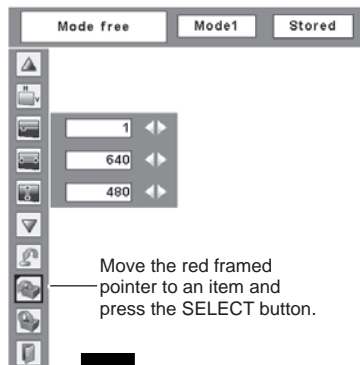 Mode free Mode1 Stored
H
V
1
640
480
Move the red framed
pointer to an item and
press the SELECT button.